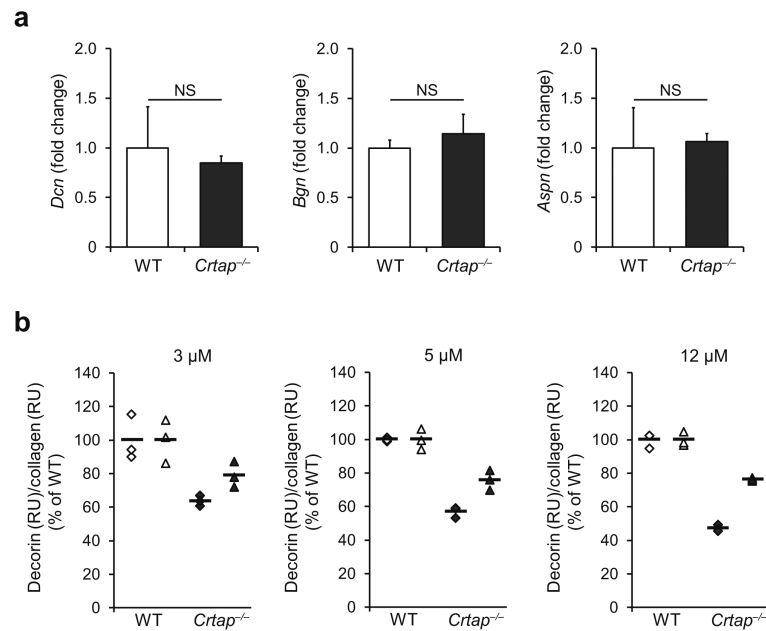 a
2.0
1.5
1.0
0.5
0
Dcn (fold change)
NS
WT
Crtap–/–
2.0
1.5
1.0
0.5
0
Bgn (fold change)
NS
WT
Crtap–/–
2.0
1.5
1.0
0.5
0
Aspn (fold change)
NS
WT
Crtap–/–
b
3 µM
140
120
100
80
60
40
20
0
Decorin (RU)/collagen (RU)
(% of WT)
WT
Crtap–/–
5 µM
140
120
100
80
60
40
20
0
Decorin (RU)/collagen (RU)
(% of WT)
WT
Crtap–/–
12 µM
140
120
100
80
60
40
20
0
Decorin (RU)/collagen (RU)
(% of WT)
WT
Crtap–/–